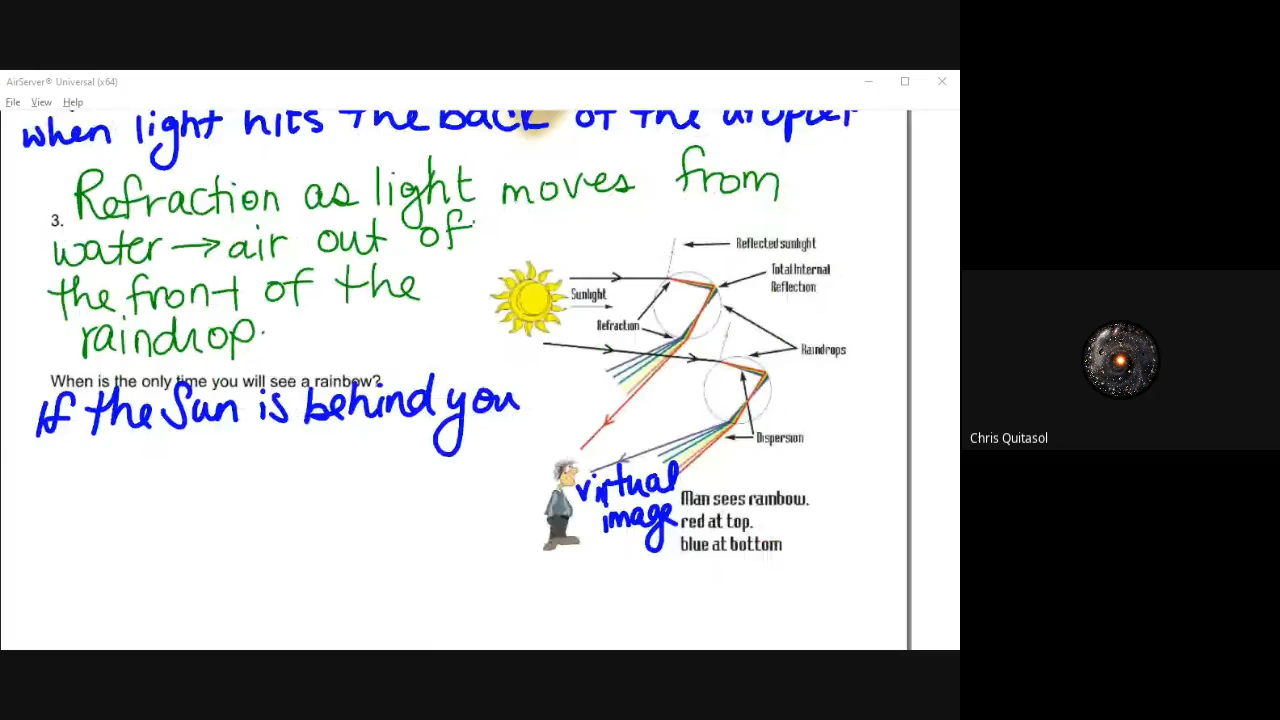 AirServer® Universal (x64)
File View Help
when light hits the back of the droplet
Refraction as light moves from
3.
water → air out of
the front of the
raindrop.
When is the only time you will see a rainbow?
If the Sun is behind you
Reflected sunlight
Total Internal
Reflection
Sunlight
Refraction
Raindrops
Dispersion
virtual
image
Man sees rainbow.
red at top.
blue at bottom
Chris Quitasol